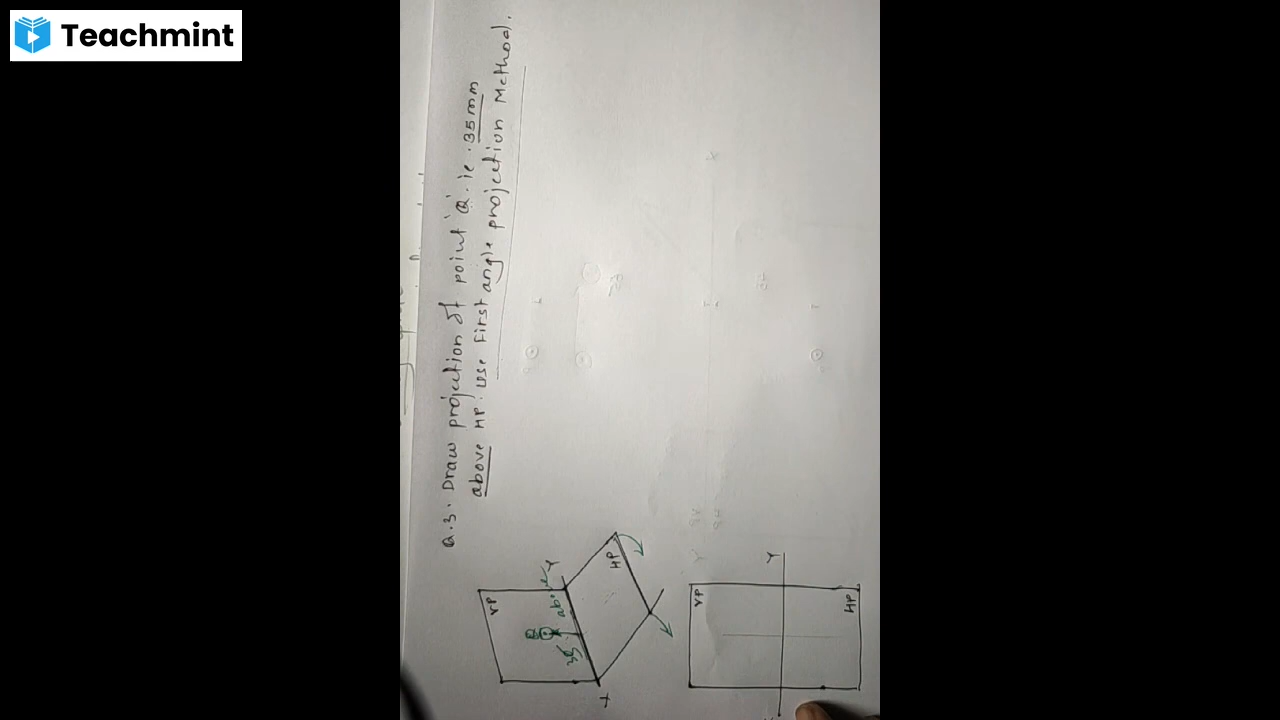 Teachmint
Q.3. Draw projection of point 'Q'. ie. 35mm
above HP. use First angle projection Method.
VP
Q
35
above
X
Y
HP
VP
Y
HP